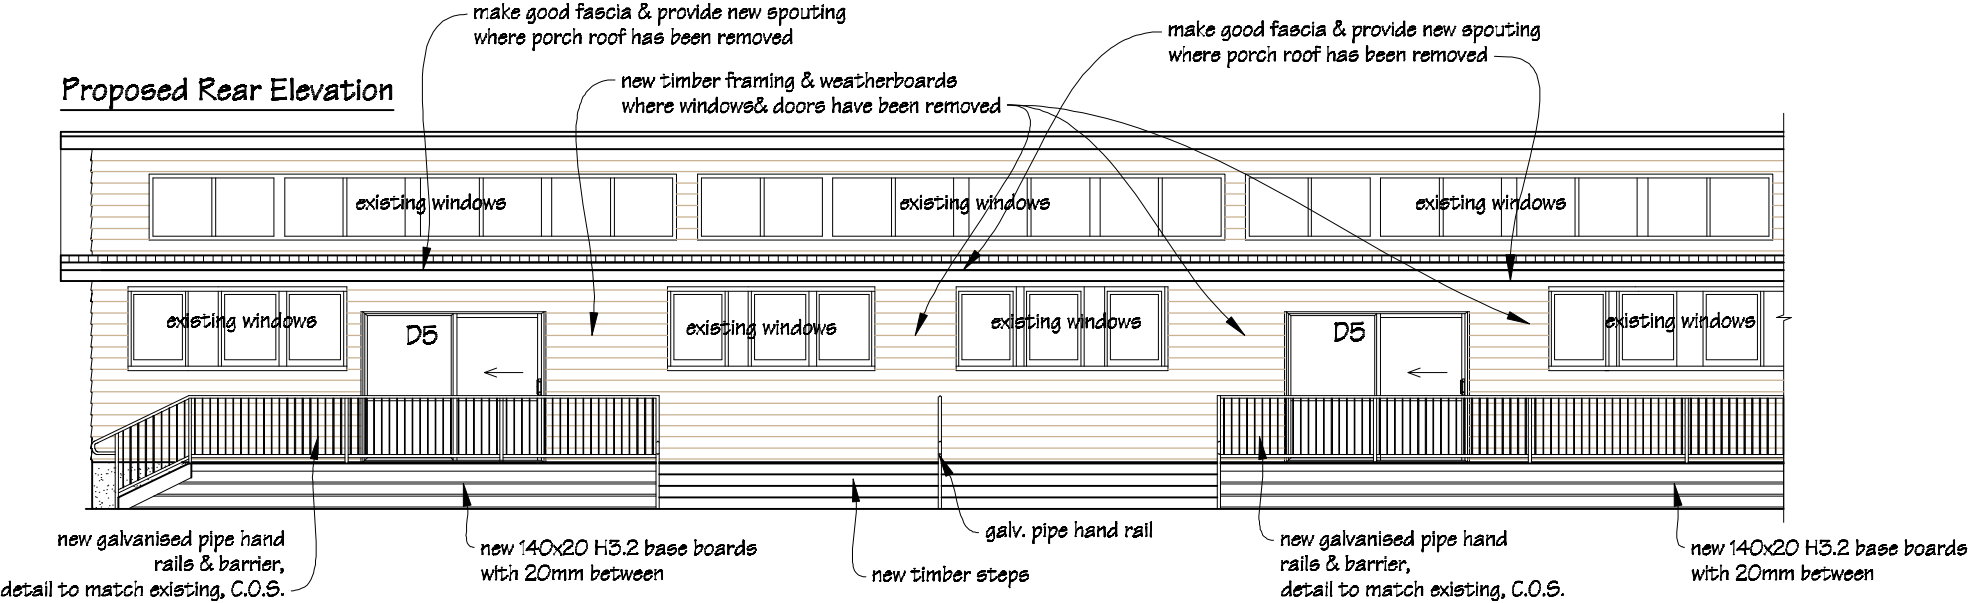 make good fascia & provide new spouting
where porch roof has been removed
make good fascia & provide new spouting
where porch roof has been removed
Proposed Rear Elevation
new timber framing & weatherboards
where windows& doors have been removed
existing windows
existing windows
existing windows
existing windows
D5
existing windows
existing windows
D5
existing windows
new galvanised pipe hand
rails & barrier,
detail to match existing, C.O.S.
new 140x20 H3.2 base boards
with 20mm between
new timber steps
galv. pipe hand rail
new galvanised pipe hand
rails & barrier,
detail to match existing, C.O.S.
new 140x20 H3.2 base boards
with 20mm between